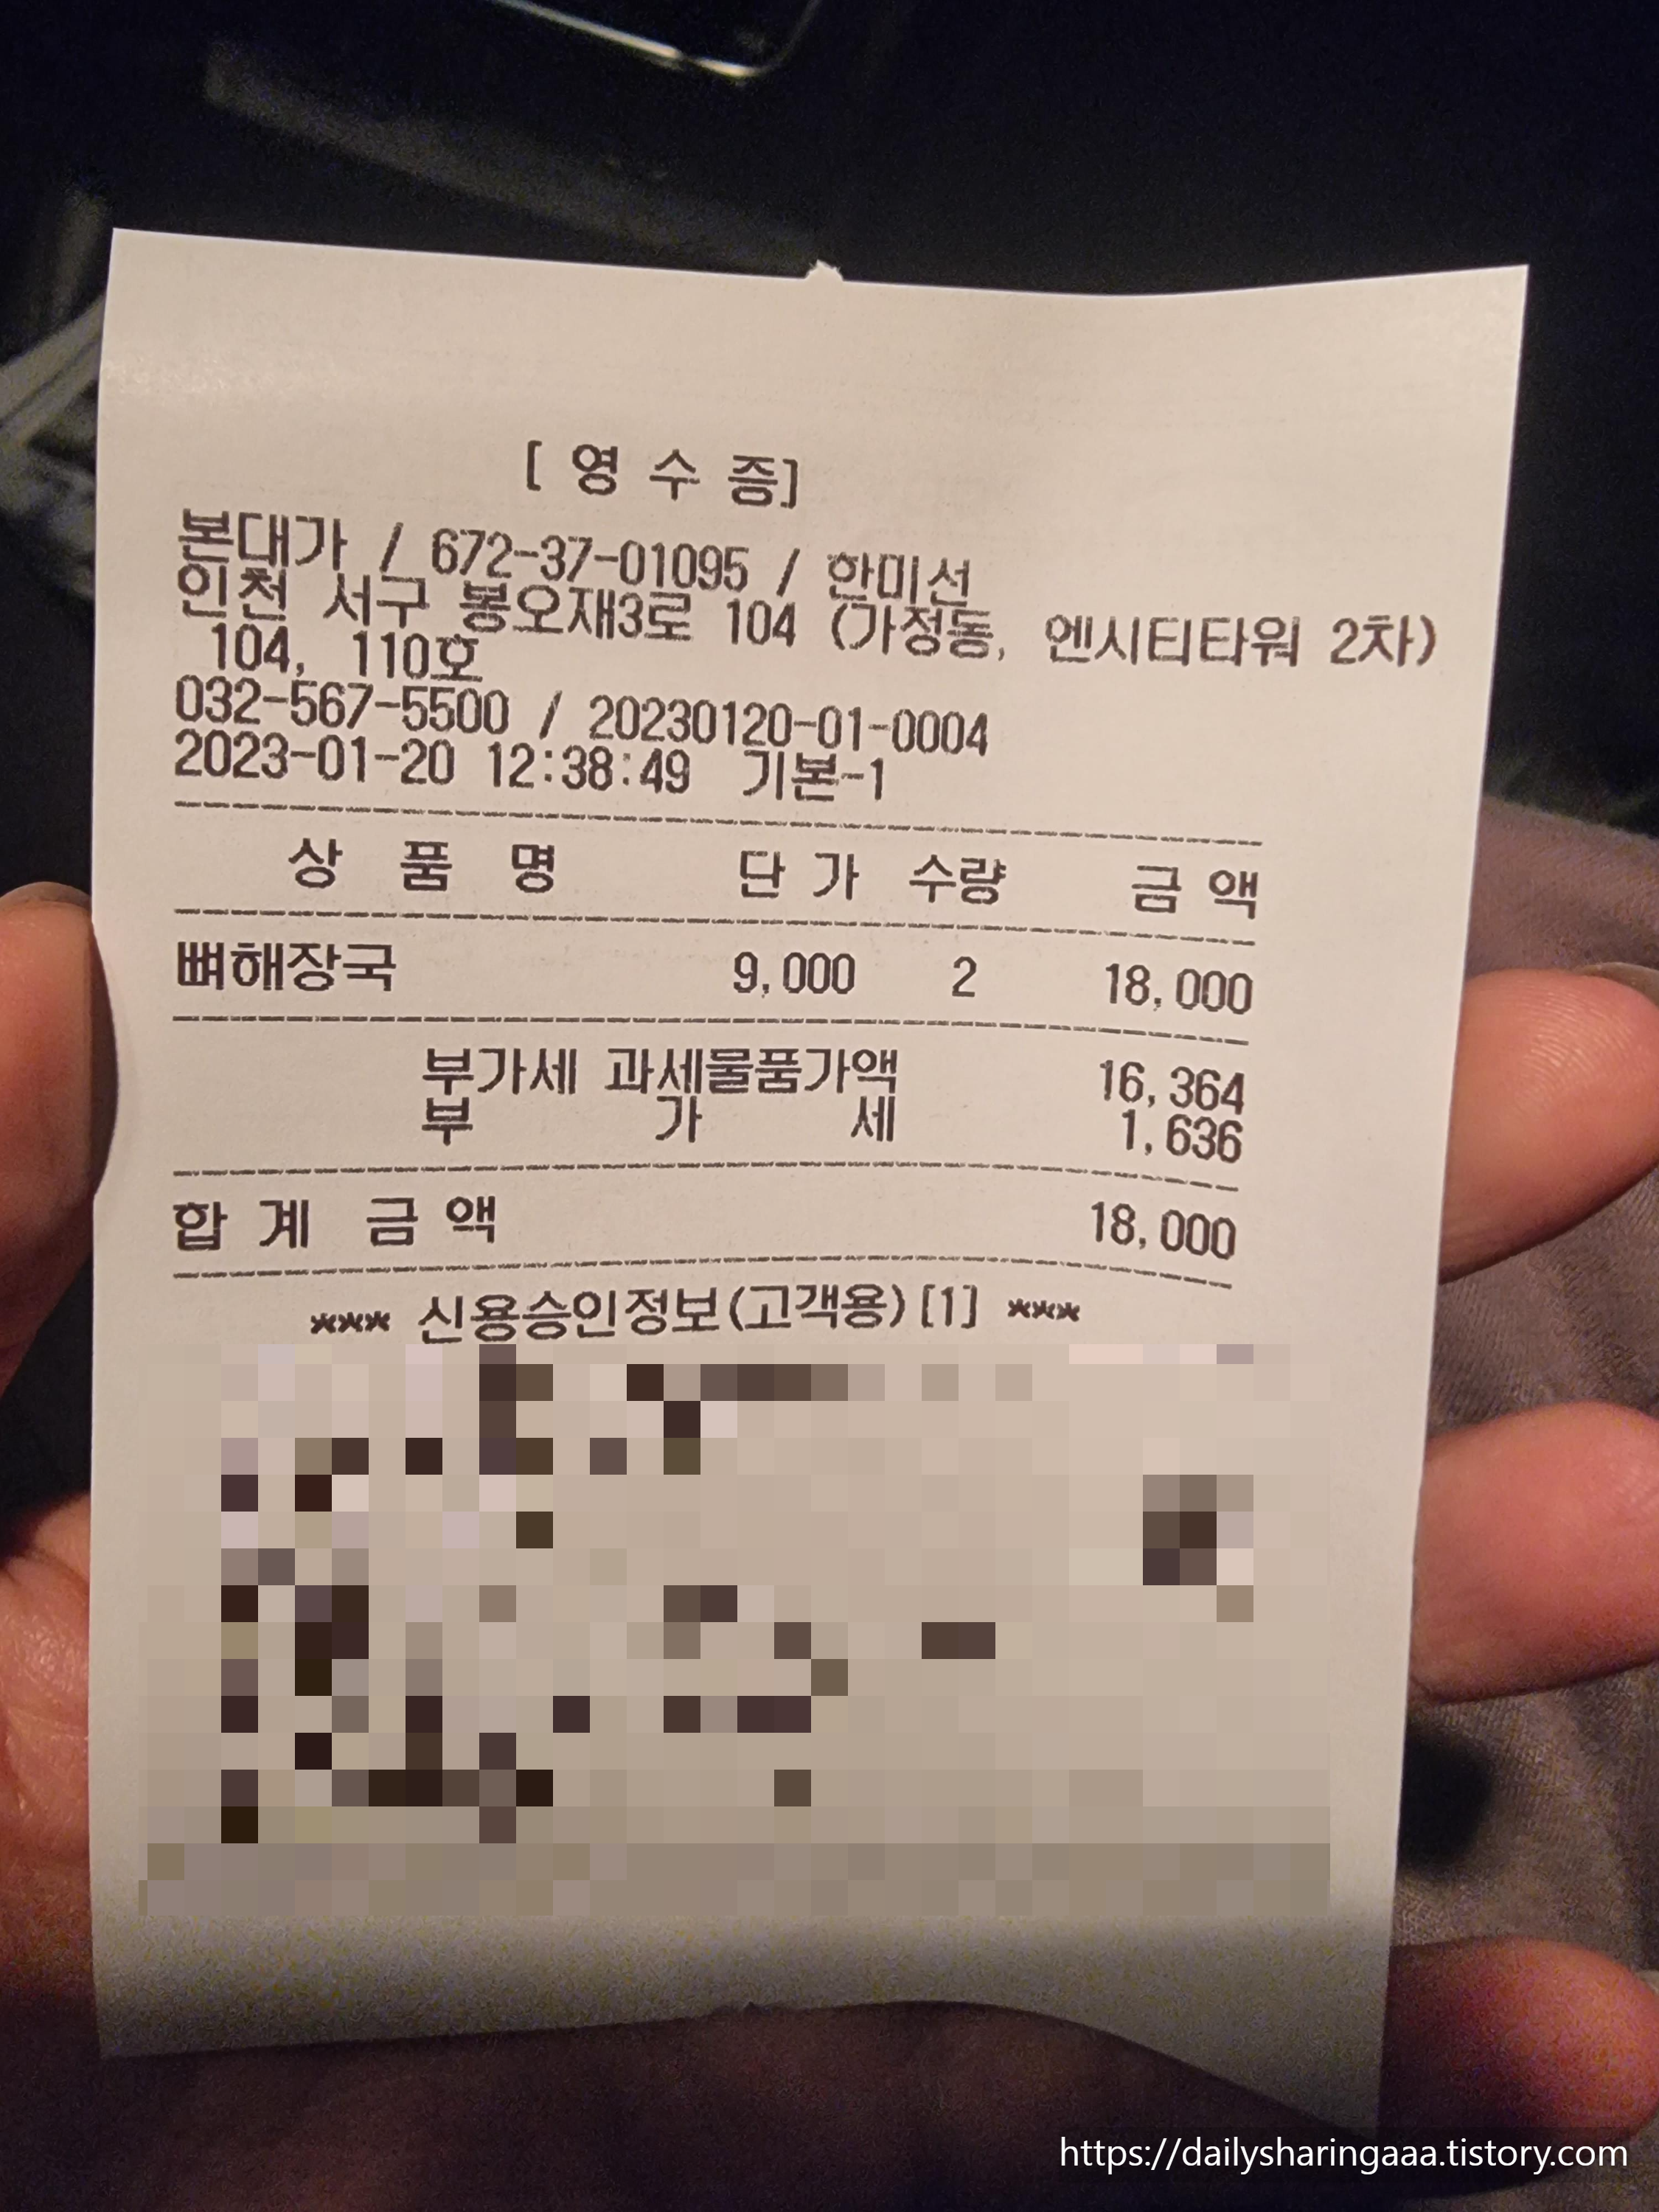 [ 영 수 증]
본대가 / 672-37-01095 / 한미선
인천 서구 봉오재3로 104 (가정동, 엔시티타워 2차)
104, 110호
032-567-5500 / 20230120-01-0004
2023-01-20 12:38:49 기본-1
상 품 명 단 가 수량 금 액
뼈해장국 9,000 2 18,000
부가세 과세물품가액 16,364
부 가 세 1,636
합 계 금 액 18,000
*** 신용승인정보(고객용)[1] ***
https://dailysharingaaa.tistory.com